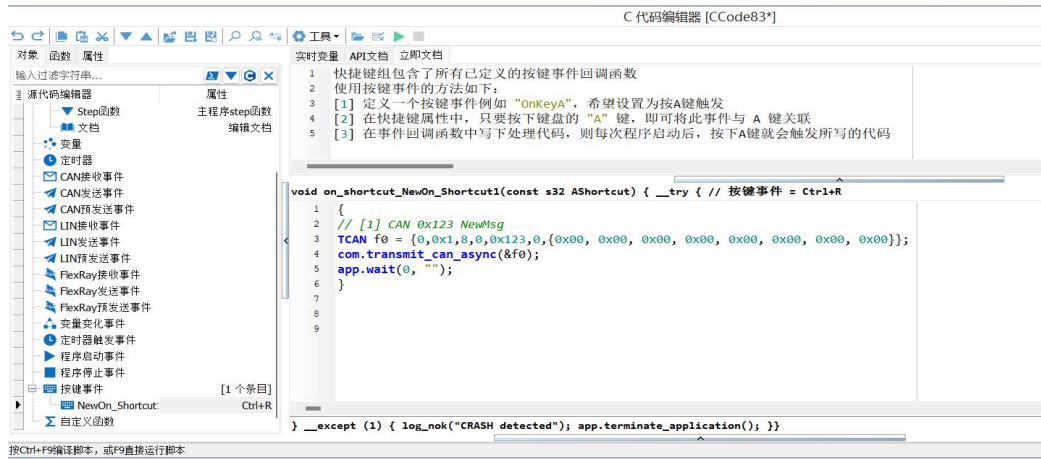 C 代码编辑器 [CCode83*]
工具
对象 函数 属性
实时变量 API文档 立即文档
输入过滤字符串...
源代码编辑器 属性
Step函数 主程序step函数
文档 编辑文档
变量
定时器
CAN接收事件
CAN发送事件
CAN预发送事件
LIN接收事件
LIN发送事件
LIN预发送事件
FlexRay接收事件
FlexRay发送事件
FlexRay预发送事件
变量变化事件
定时器触发事件
程序启动事件
程序停止事件
按键事件 [1 个条目]
NewOn_Shortcut: Ctrl+R
自定义函数
1 快捷键组包含了所有已定义的按键事件回调函数
2 使用按键事件的方法如下:
3 [1] 定义一个按键事件例如 "OnKeyA", 希望设置为按A键触发
4 [2] 在快捷键属性中, 只要按下键盘的 "A" 键, 即可将此事件与 A 键关联
5 [3] 在事件回调函数中写下处理代码, 则每次程序启动后, 按下A键就会触发所写的代码
void on_shortcut_NewOn_Shortcut1(const s32 AShortcut) { __try { // 按键事件 = Ctrl+R
1 {
2 // [1] CAN 0x123 NewMsg
3 TCAN f0 = {0,0x1,8,0,0x123,0,{0x00, 0x00, 0x00, 0x00, 0x00, 0x00, 0x00, 0x00}};
4 com.transmit_can_async(&f0);
5 app.wait(0, "");
6 }
7
8
9
} __except (1) { log_nok("CRASH detected"); app.terminate_application(); }}
按Ctrl+F9编译脚本，或F9直接运行脚本